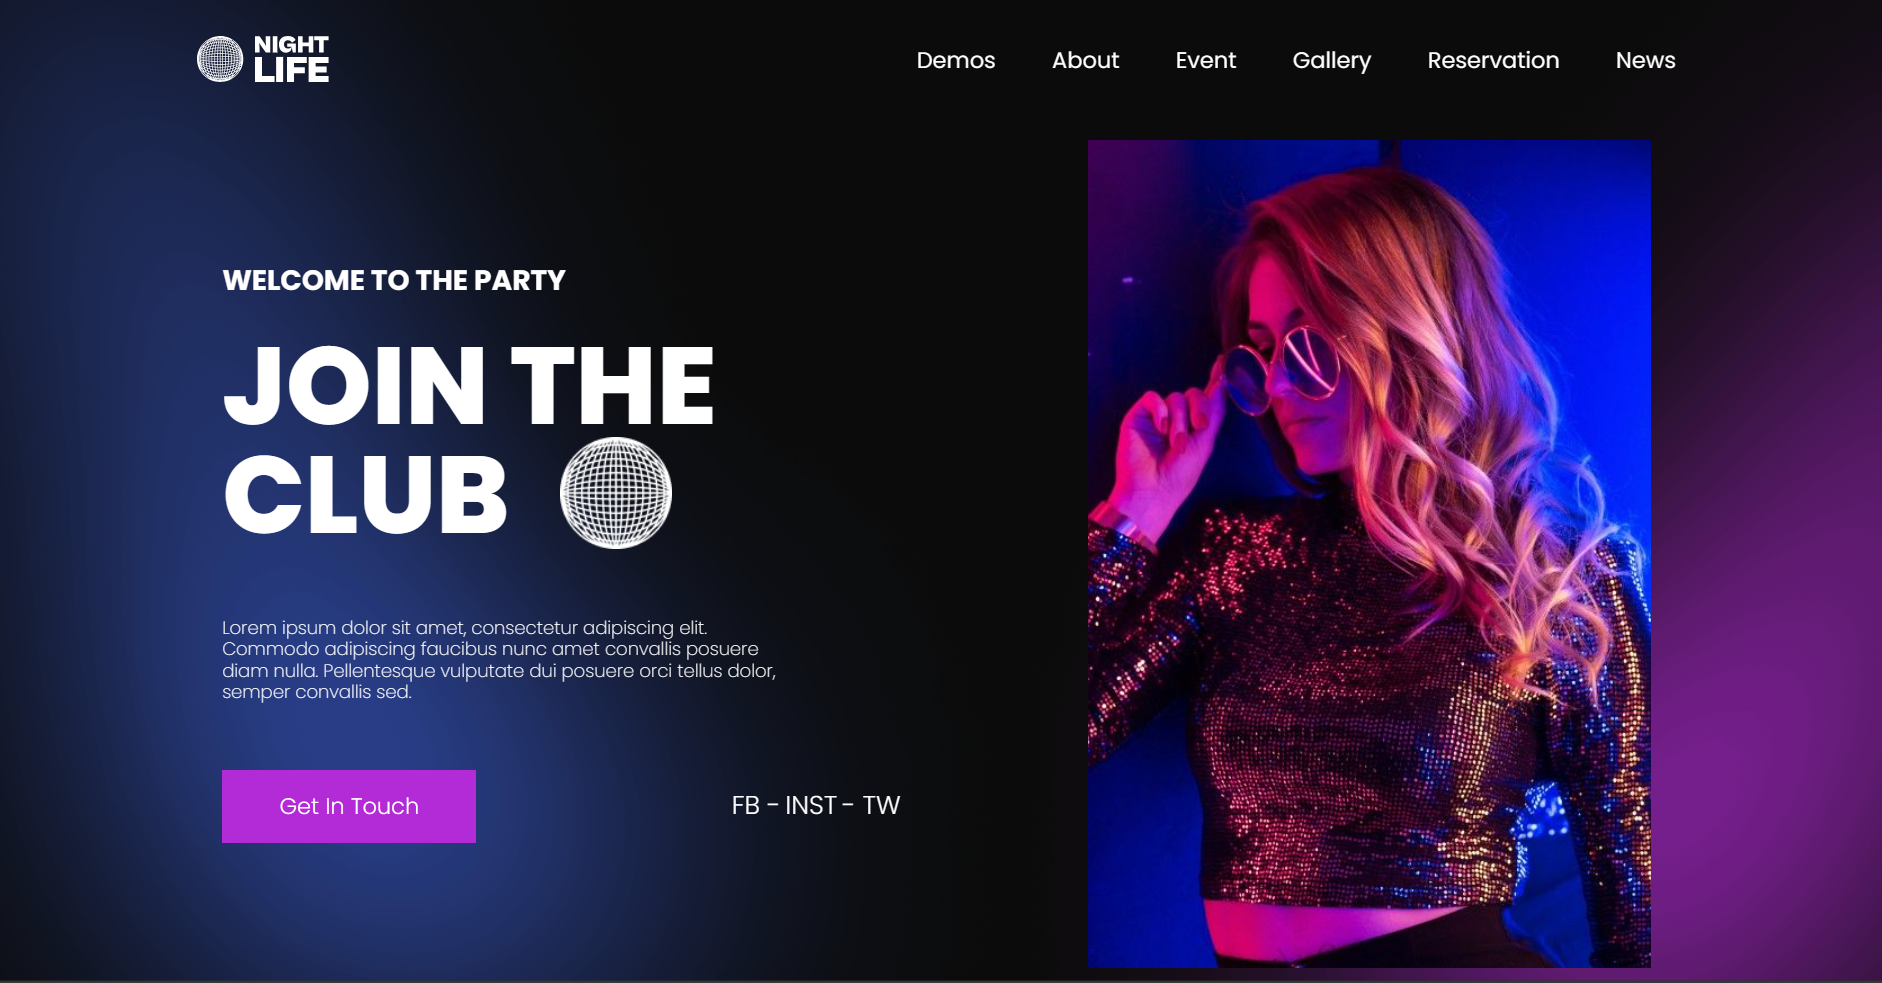 NIGHT
LIFE
Demos About Event Gallery Reservation News
WELCOME TO THE PARTY
JOIN THE
CLUB
Lorem ipsum dolor sit amet, consectetur adipiscing elit.
Commodo adipiscing faucibus nunc amet convallis posuere
diam nulla. Pellentesque vulputate dui posuere orci tellus dolor,
semper convallis sed.
Get In Touch
FB - INST - TW